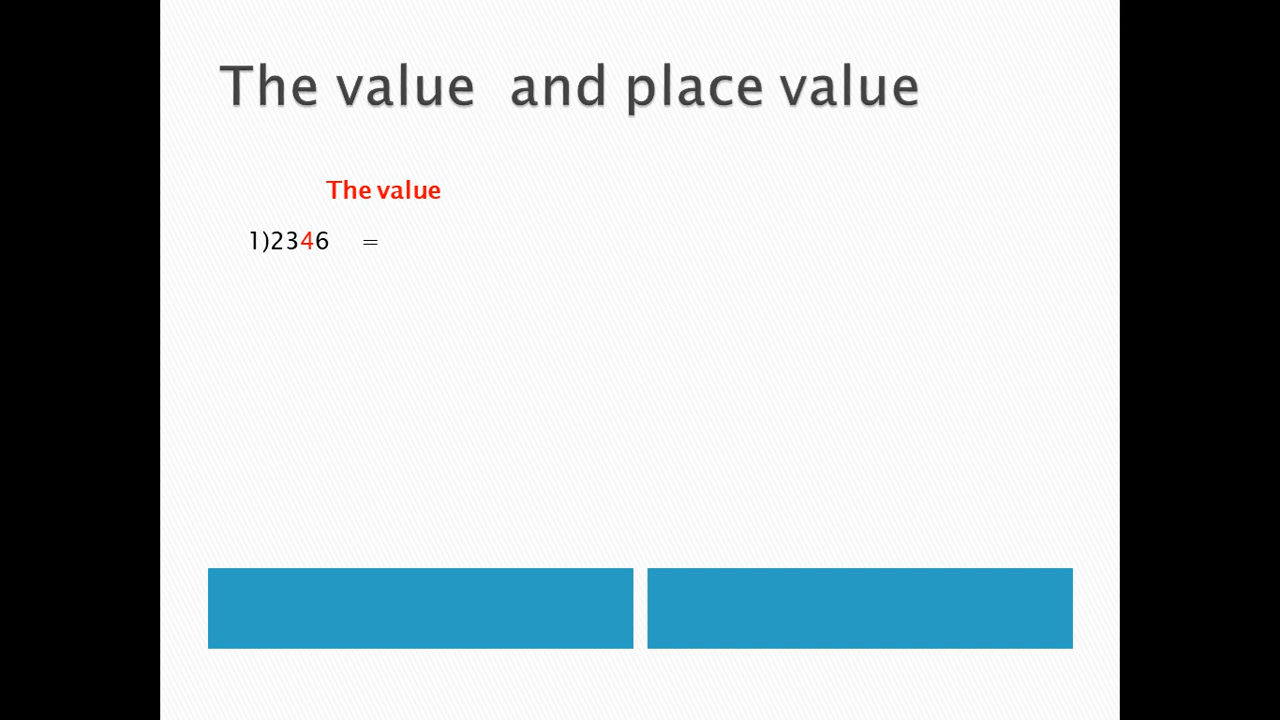 The value  and place value
The value
1)2346 =